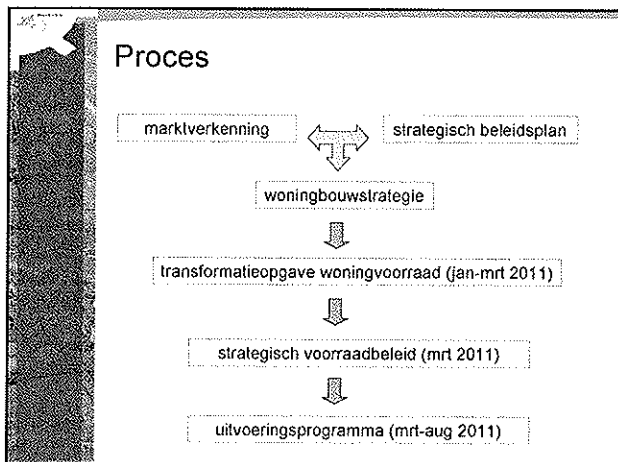 Proces
marktverkenning
strategisch beleidsplan
woningbouwstrategie
transformatieopgave woningvoorraad (jan-mrt 2011)
strategisch voorraadbeleid (mrt 2011)
uitvoeringsprogramma (mrt-aug 2011)